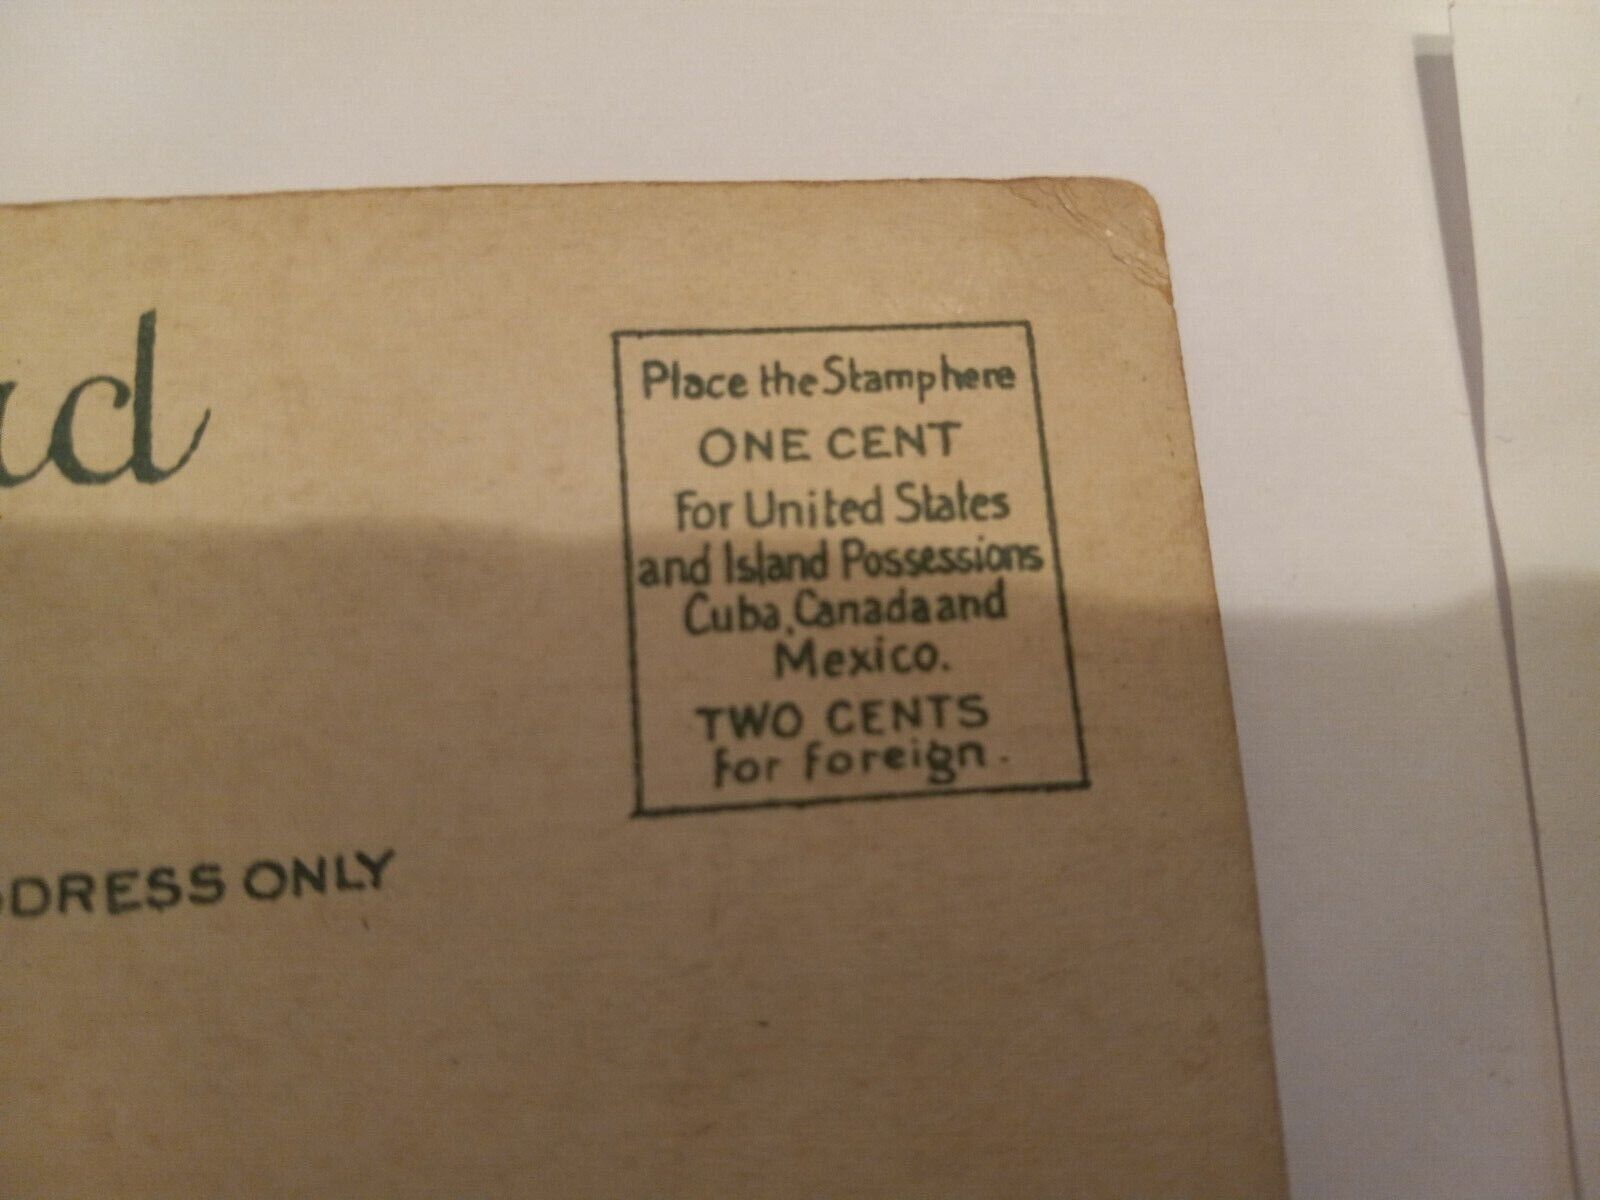 Place the Stamp here
ONE CENT
For United States
and Island Possessions
Cuba, Canada and
Mexico.
TWO CENTS
for foreign.
DRESS ONLY